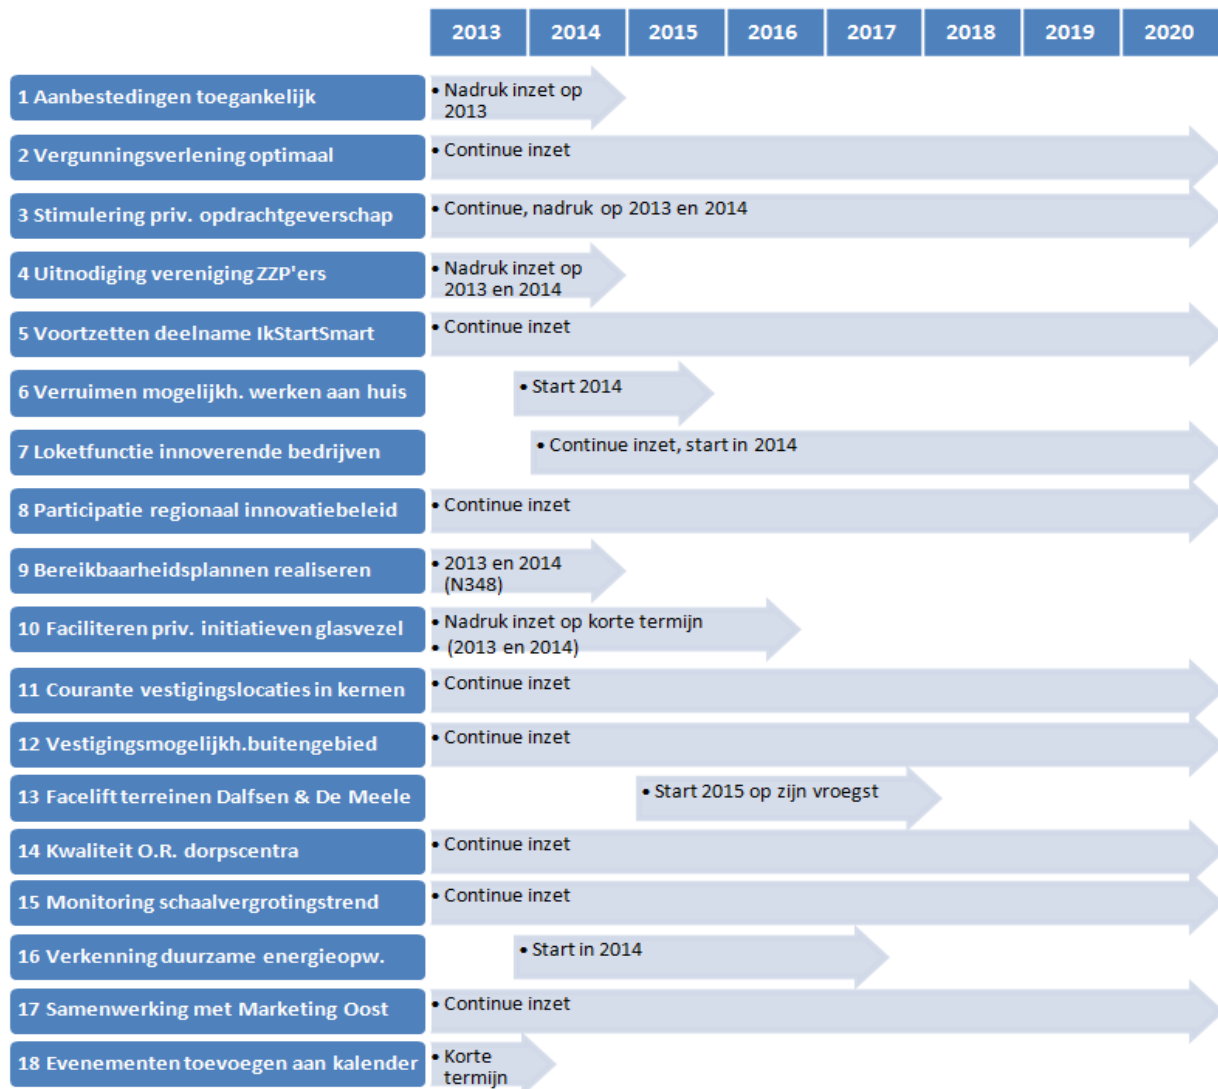 2013 2014 2015 2016 2017 2018 2019 2020
1 Aanbestedingen toegankelijk
• Nadruk inzet op
2013
2 Vergunningsverlening optimaal
• Continue inzet
3 Stimulering priv. opdrachtgeverschap
• Continue, nadruk op 2013 en 2014
4 Uitnodiging vereniging ZZP'ers
• Nadruk inzet op
2013 en 2014
5 Voortzetten deelname IkStartSmart
• Continue inzet
6 Verruimen mogelijkh. werken aan huis
• Start 2014
7 Loketfunctie innoverende bedrijven
• Continue inzet, start in 2014
8 Participatie regionaal innovatiebeleid
• Continue inzet
9 Bereikbaarheidsplannen realiseren
• 2013 en 2014
(N348)
10 Faciliteren priv. initiatieven glasvezel
• Nadruk inzet op korte termijn
• (2013 en 2014)
11 Courante vestigingslocaties in kernen
• Continue inzet
12 Vestigingsmogelijkh.buitengebied
• Continue inzet
13 Facelift terreinen Dalfsen & De Meele
• Start 2015 op zijn vroegst
14 Kwaliteit O.R. dorpscentra
• Continue inzet
15 Monitoring schaalvergrotingstrend
• Continue inzet
16 Verkenning duurzame energieopw.
• Start in 2014
17 Samenwerking met Marketing Oost
• Continue inzet
18 Evenementen toevoegen aan kalender
• Korte
termijn